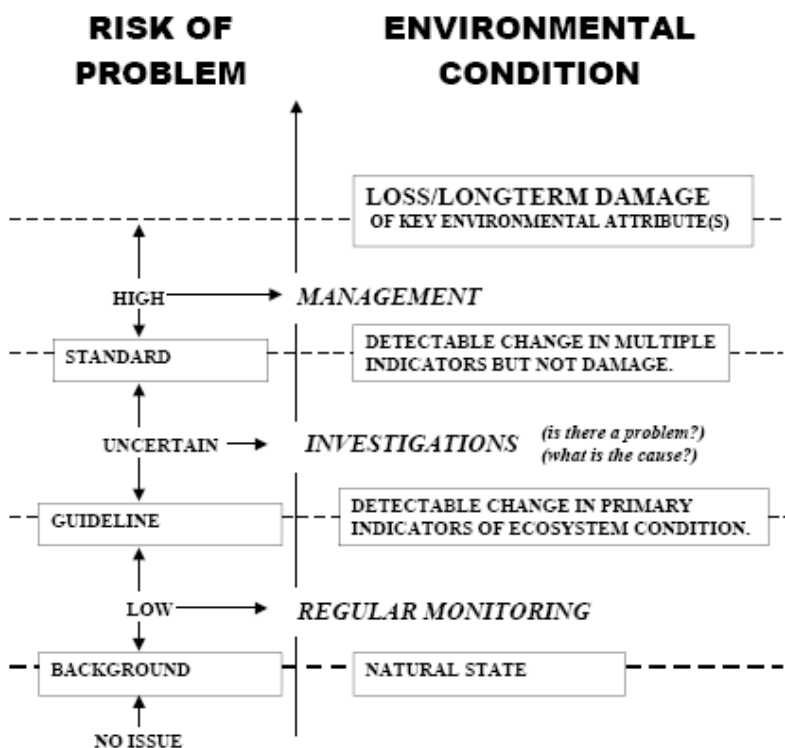 RISK OF
PROBLEM
ENVIRONMENTAL
CONDITION
LOSS/LONGTERM DAMAGE
OF KEY ENVIRONMENTAL ATTRIBUTE(S)
HIGH
MANAGEMENT
STANDARD
DETECTABLE CHANGE IN MULTIPLE
INDICATORS BUT NOT DAMAGE.
UNCERTAIN
INVESTIGATIONS
(is there a problem?)
(what is the cause?)
GUIDELINE
DETECTABLE CHANGE IN PRIMARY
INDICATORS OF ECOSYSTEM CONDITION.
LOW
REGULAR MONITORING
BACKGROUND
NATURAL STATE
NO ISSUE